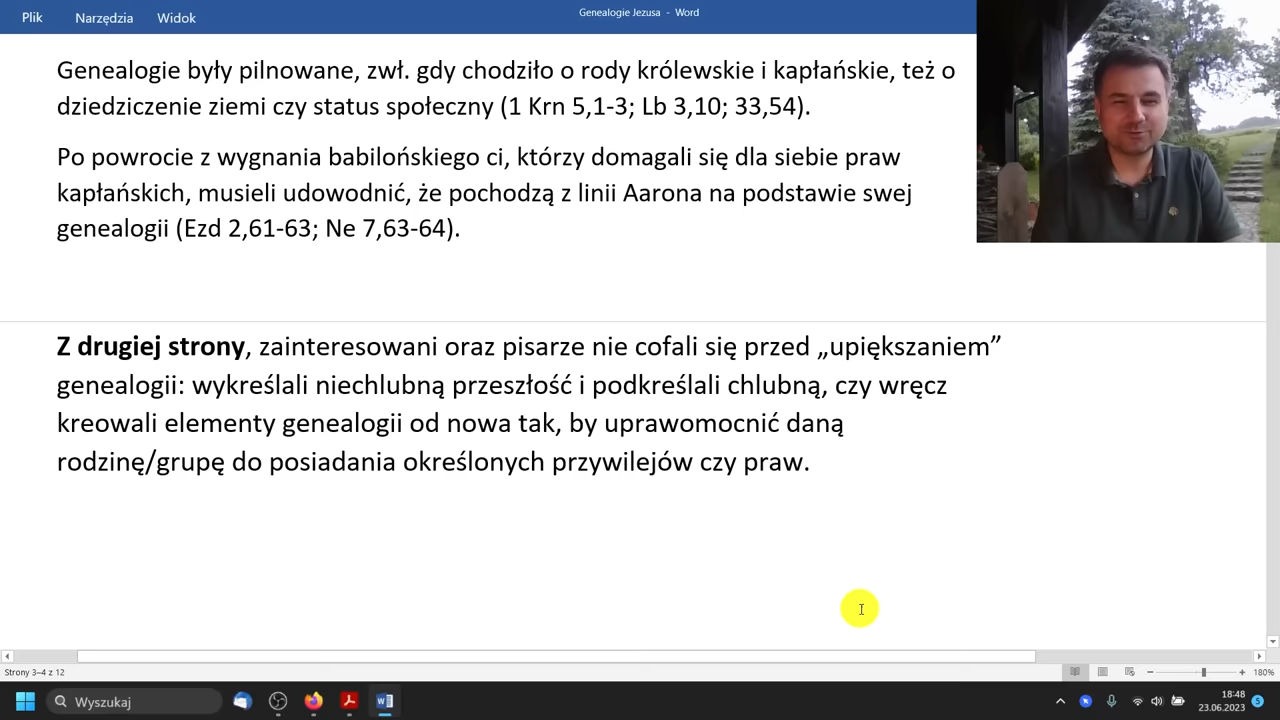 Plik Narzędzia Widok
Genealogie Jezusa - Word
Genealogie były pilnowane, zwł. gdy chodziło o rody królewskie i kapłańskie, też o
dziedziczenie ziemi czy status społeczny (1 Krn 5,1-3; Lb 3,10; 33,54).
Po powrocie z wygnania babilońskiego ci, którzy domagali się dla siebie praw
kapłańskich, musieli udowodnić, że pochodzą z linii Aarona na podstawie swej
genealogii (Ezd 2,61-63; Ne 7,63-64).
Z drugiej strony, zainteresowani oraz pisarze nie cofali się przed „upiększaniem”
genealogii: wykreślali niechlubną przeszłość i podkreślali chlubną, czy wręcz
kreowali elementy genealogii od nowa tak, by uprawomocnić daną
rodzinę/grupę do posiadania określonych przywilejów czy praw.
Strony 3–4 z 12
180%
Wyszukaj
18:48
23.06.2023
5